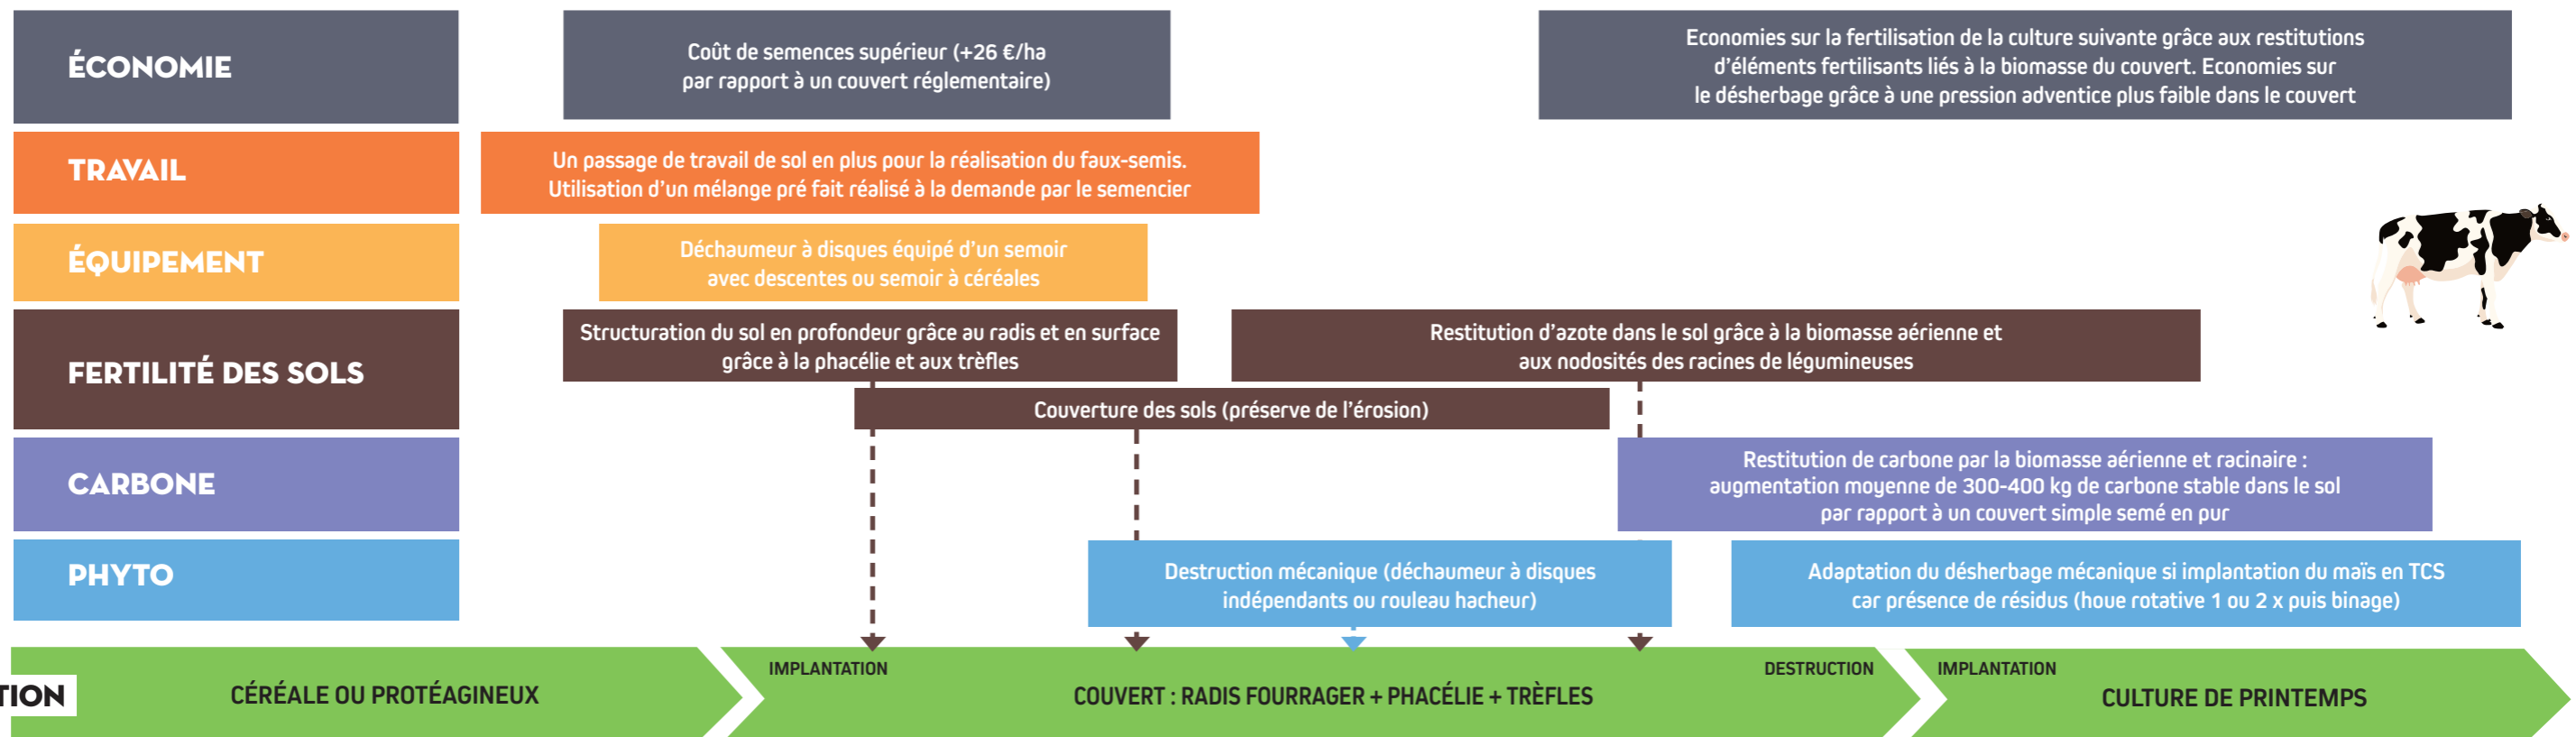 ÉCONOMIE
Coût de semences supérieur (+26 €/ha
par rapport à un couvert réglementaire)
Economies sur la fertilisation de la culture suivante grâce aux restitutions
d’éléments fertilisants liés à la biomasse du couvert. Economies sur
le désherbage grâce à une pression adventice plus faible dans le couvert
TRAVAIL
Un passage de travail de sol en plus pour la réalisation du faux-semis.
Utilisation d’un mélange pré fait réalisé à la demande par le semencier
ÉQUIPEMENT
Déchaumeur à disques équipé d’un semoir
avec descentes ou semoir à céréales
FERTILITÉ DES SOLS
Structuration du sol en profondeur grâce au radis et en surface
grâce à la phacélie et aux trèfles
Restitution d’azote dans le sol grâce à la biomasse aérienne et
aux nodosités des racines de légumineuses
Couverture des sols (préserve de l’érosion)
CARBONE
Restitution de carbone par la biomasse aérienne et racinaire :
augmentation moyenne de 300-400 kg de carbone stable dans le sol
par rapport à un couvert simple semé en pur
PHYTO
Destruction mécanique (déchaumeur à disques
indépendants ou rouleau hacheur)
Adaptation du désherbage mécanique si implantation du maïs en TCS
car présence de résidus (houe rotative 1 ou 2 x puis binage)
TION
CÉRÉALE OU PROTÉAGINEUX
IMPLANTATION
COUVERT : RADIS FOURRAGER + PHACÉLIE + TRÈFLES
DESTRUCTION
IMPLANTATION
CULTURE DE PRINTEMPS